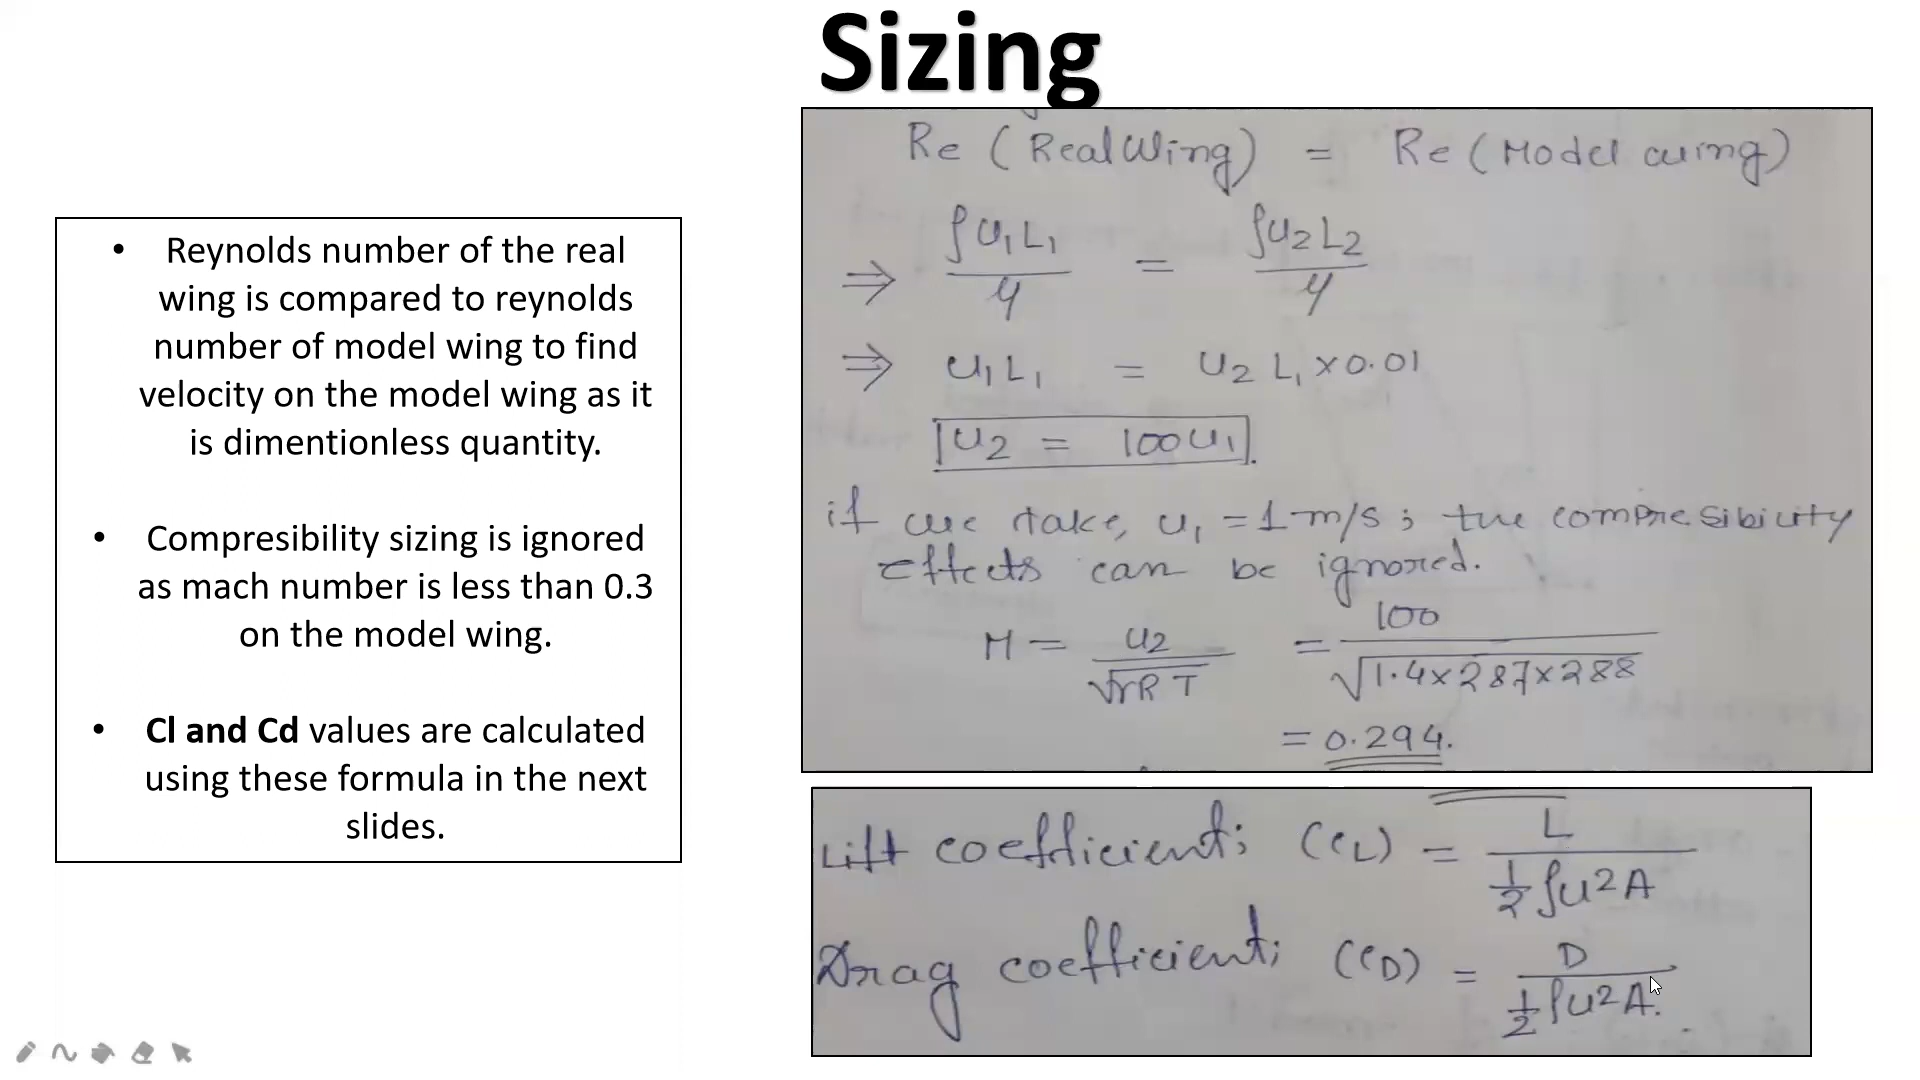 Sizing
• Reynolds number of the real
wing is compared to reynolds
number of model wing to find
velocity on the model wing as it
is dimentionless quantity.
• Compresibility sizing is ignored
as mach number is less than 0.3
on the model wing.
• Cl and Cd values are calculated
using these formula in the next
slides.
Re (Real Wing) = Re (Model wing)
⇒ ρU₁L₁/μ = ρU₂L₂/μ
⇒ U₁L₁ = U₂ L₁ × 0.01
U₂ = 100U₁.
if we take, u₁ = 1 m/s; the compresibility
effects can be ignored.
M = U₂/√γRT = 100/√1.4×287×288
= 0.294.
Lift coefficient; (CL) = L/½ρu²A
Drag coefficient; (CD) = D/½ρu²A.